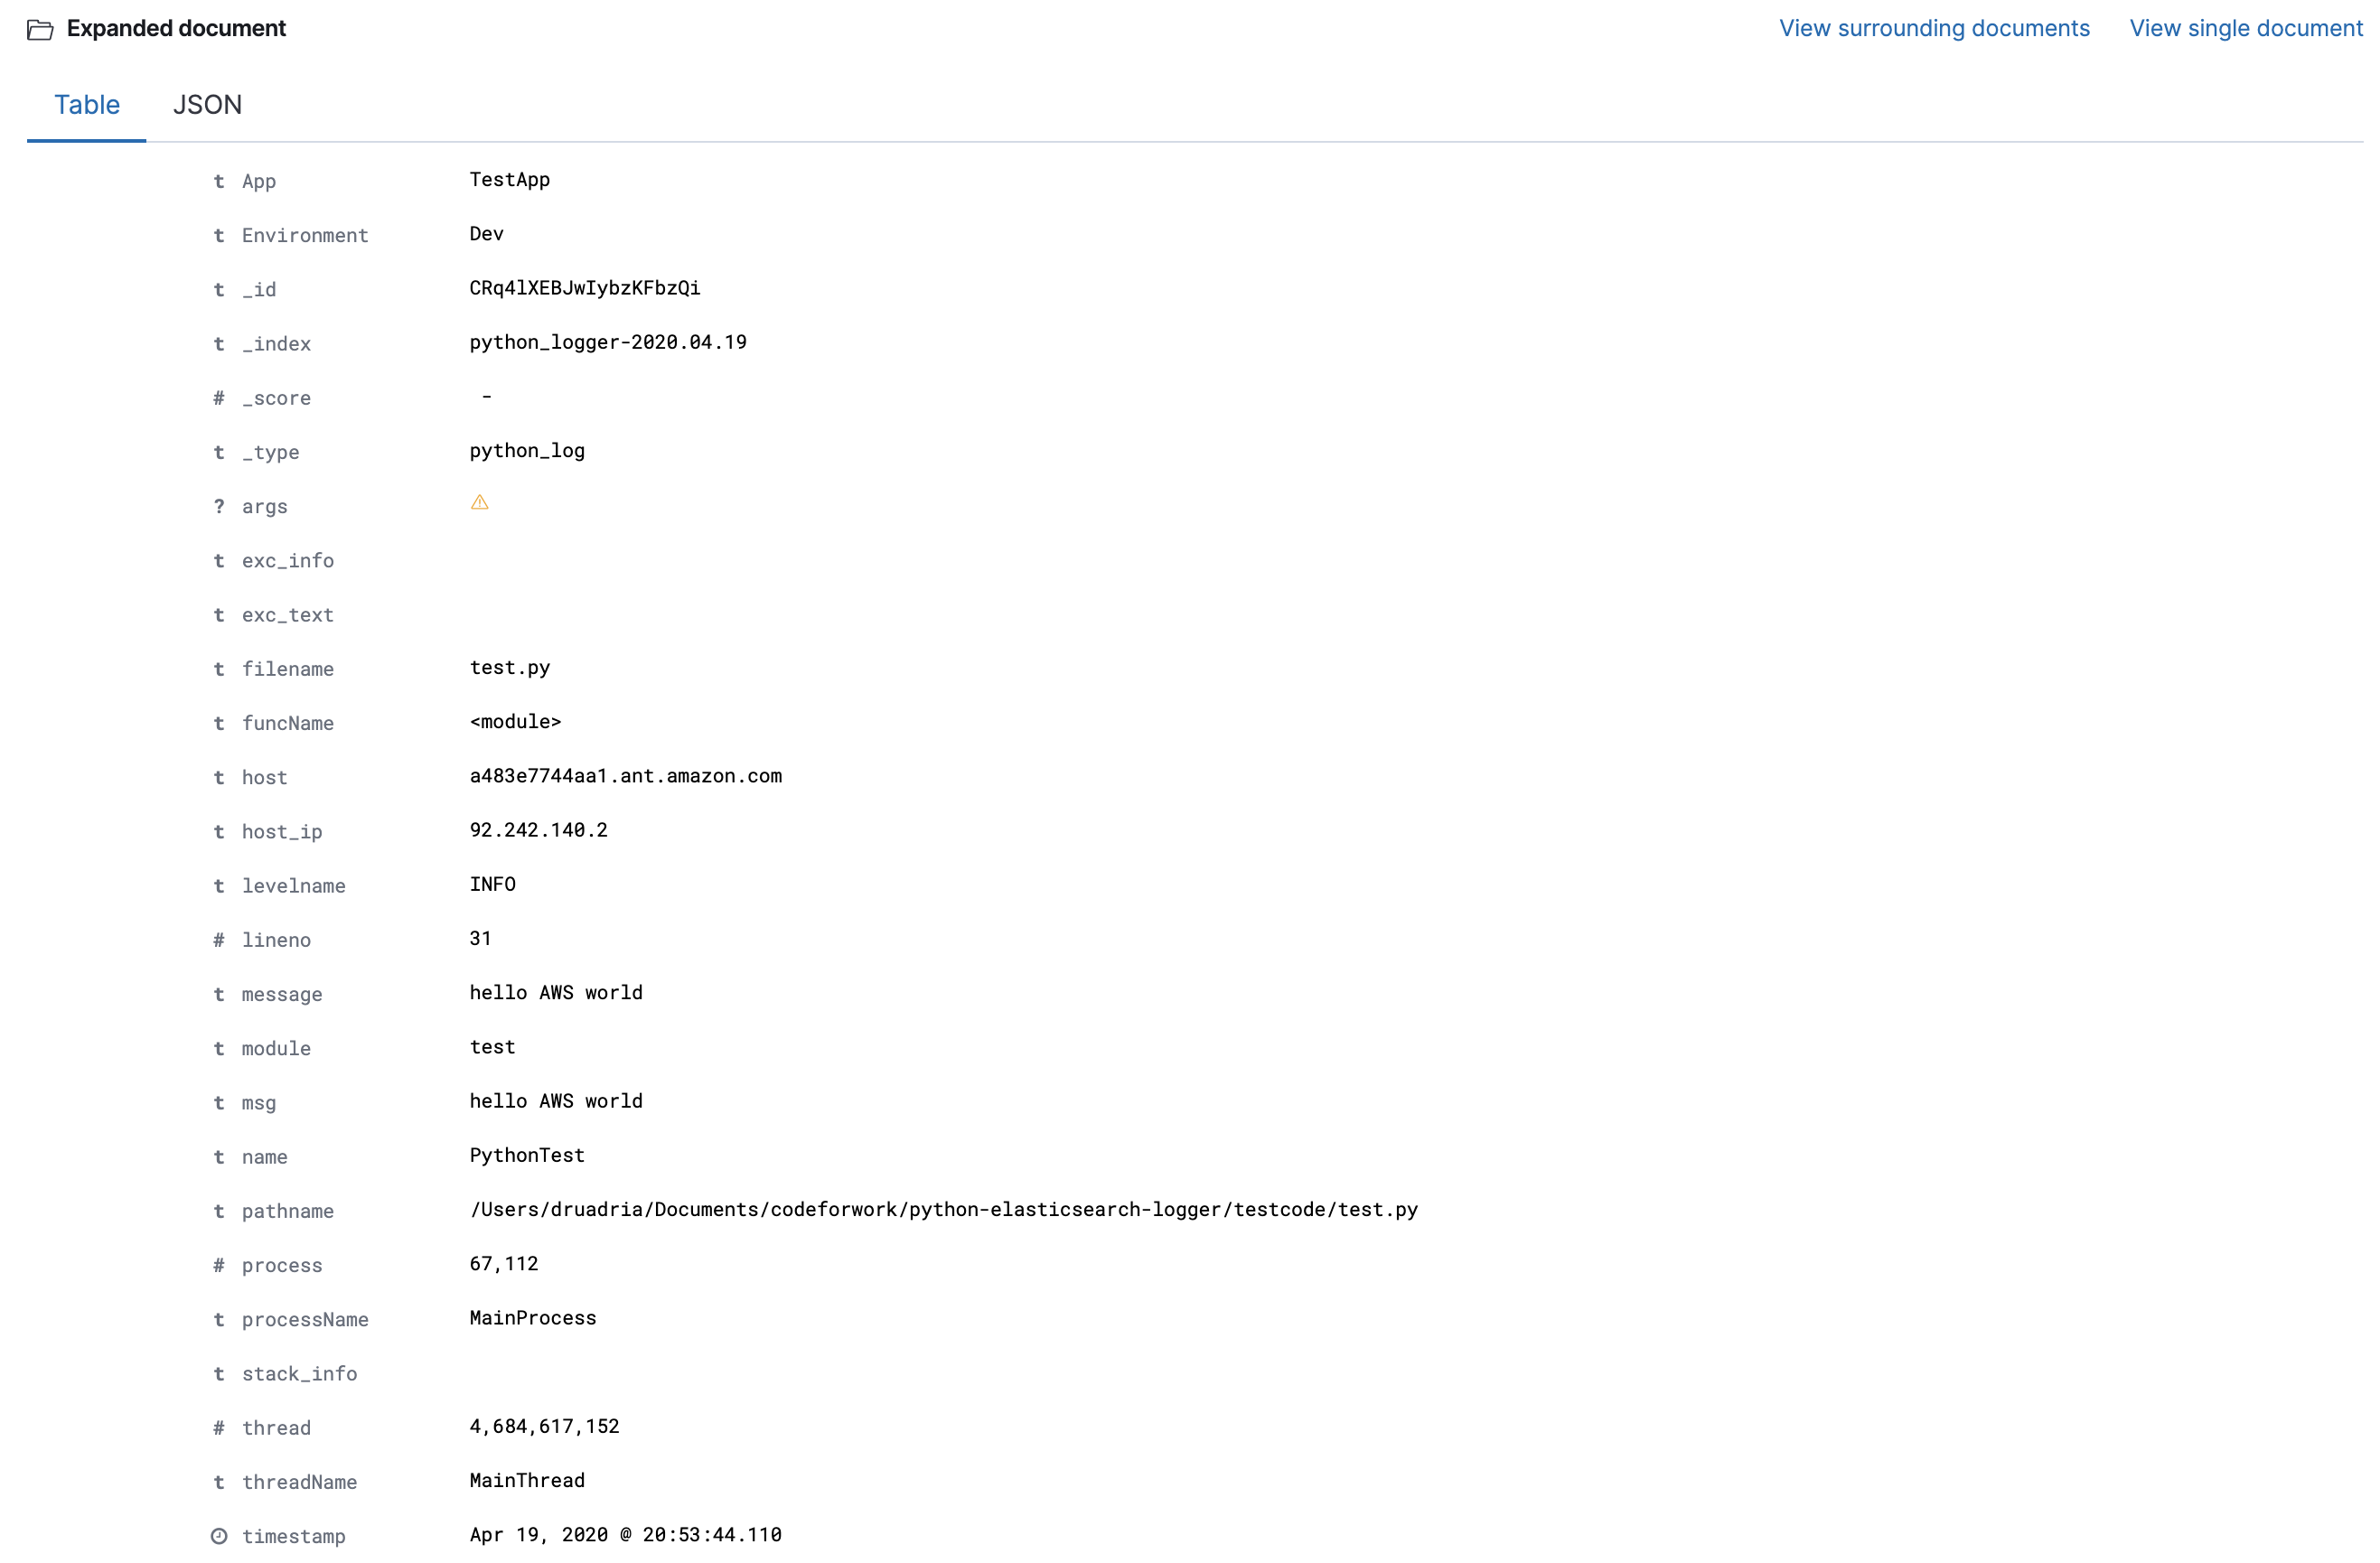 Expanded document View surrounding documents View single document
Table JSON
t App TestApp
t Environment Dev
t _id CRq4lXEBJwIybzKFbzQi
t _index python_logger-2020.04.19
# _score -
t _type python_log
? args
t exc_info
t exc_text
t filename test.py
t funcName <module>
t host a483e7744aa1.ant.amazon.com
t host_ip 92.242.140.2
t levelname INFO
# lineno 31
t message hello AWS world
t module test
t msg hello AWS world
t name PythonTest
t pathname /Users/druadria/Documents/codeforwork/python-elasticsearch-logger/testcode/test.py
# process 67,112
t processName MainProcess
t stack_info
# thread 4,684,617,152
t threadName MainThread
timestamp Apr 19, 2020 @ 20:53:44.110